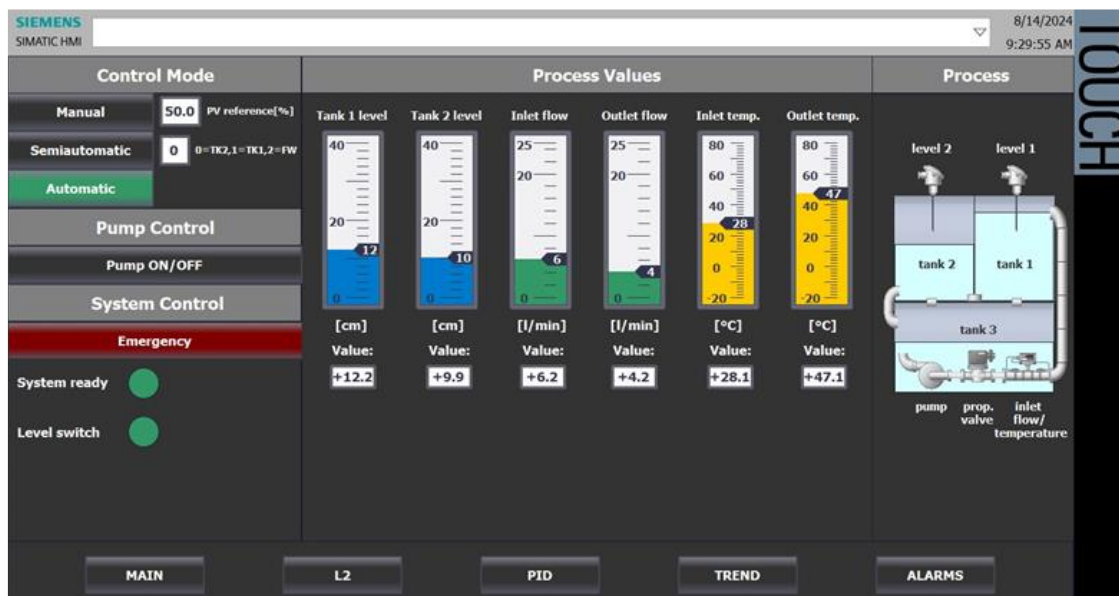 SIEMENS
SIMATIC HMI
8/14/2024
9:29:55 AM
TOUCH
Control Mode
Manual
50.0 PV reference[%]
Semiautomatic
0 0=TK2,1=TK1,2=FW
Automatic
Pump Control
Pump ON/OFF
System Control
Emergency
System ready
Level switch
Process Values
Tank 1 level Tank 2 level Inlet flow Outlet flow Inlet temp. Outlet temp.
40 40 25 25 80 80
20 20 60 60
40 40
20 20 20 20
0 0
0 0 0 0 -20 -20
12 10 6 4 28 47
[cm] [cm] [l/min] [l/min] [°C] [°C]
Value: Value: Value: Value: Value: Value:
+12.2 +9.9 +6.2 +4.2 +28.1 +47.1
Process
level 2 level 1
tank 2 tank 1
tank 3
pump prop. inlet
valve flow/
temperature
MAIN L2 PID TREND ALARMS